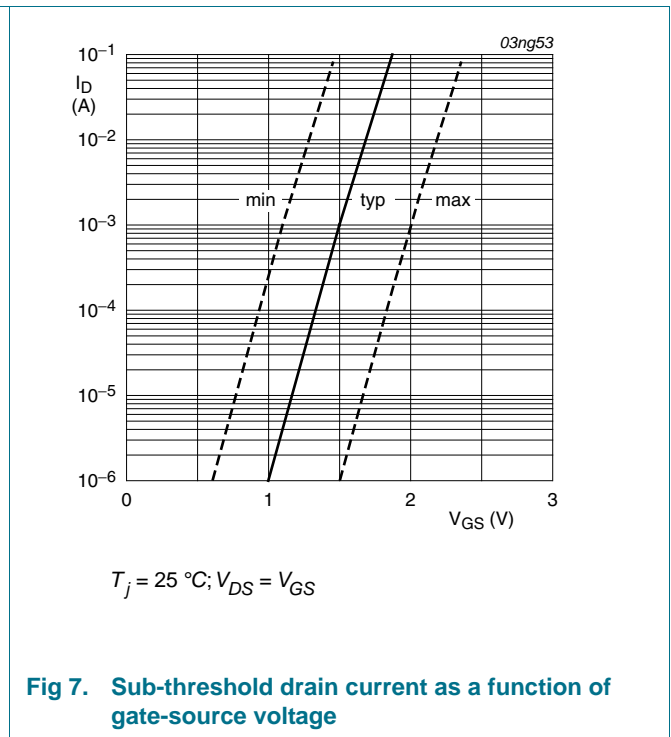 03ng53
10⁻¹
I_D
(A)
10⁻²
min typ max
10⁻³
10⁻⁴
10⁻⁵
10⁻⁶
0 1 2 3
V_GS (V)
T_j = 25 °C; V_DS = V_GS
Fig 7. Sub-threshold drain current as a function of
gate-source voltage